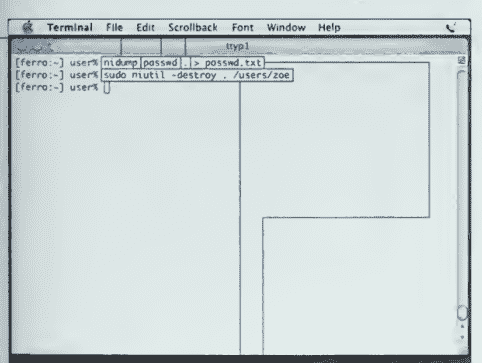 Terminal File Edit Scrollback Font Window Help
ttyp1
[ferro:~] user% nidump passwd . > passwd.txt
[ferro:~] user% sudo niutil -destroy . /users/zoe
[ferro:~] user%